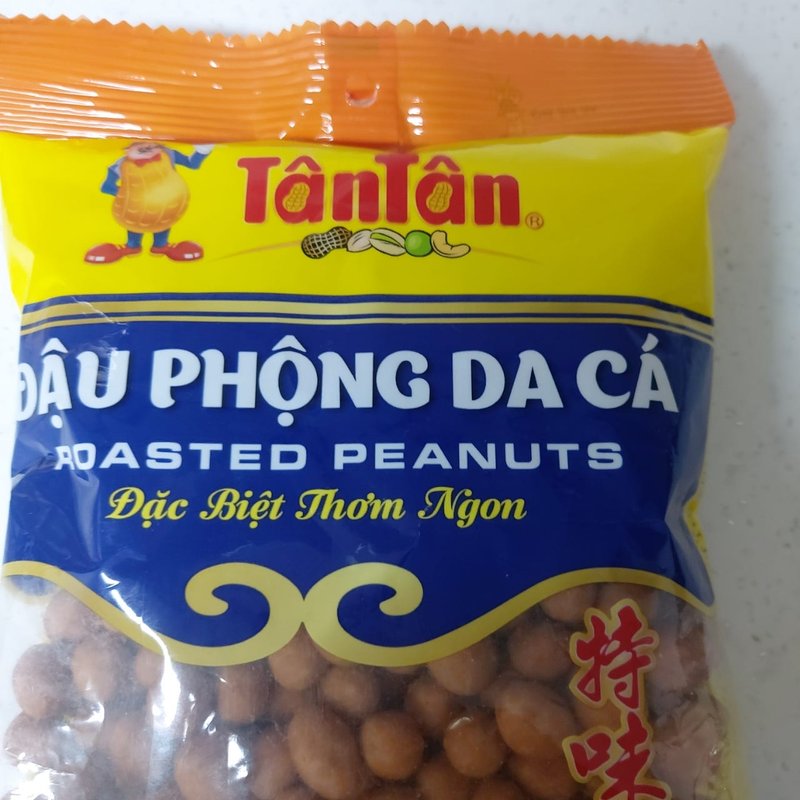 TânTân®
ĐẬU PHỘNG DA CÁ
ROASTED PEANUTS
Đặc Biệt Thơm Ngon
特
味